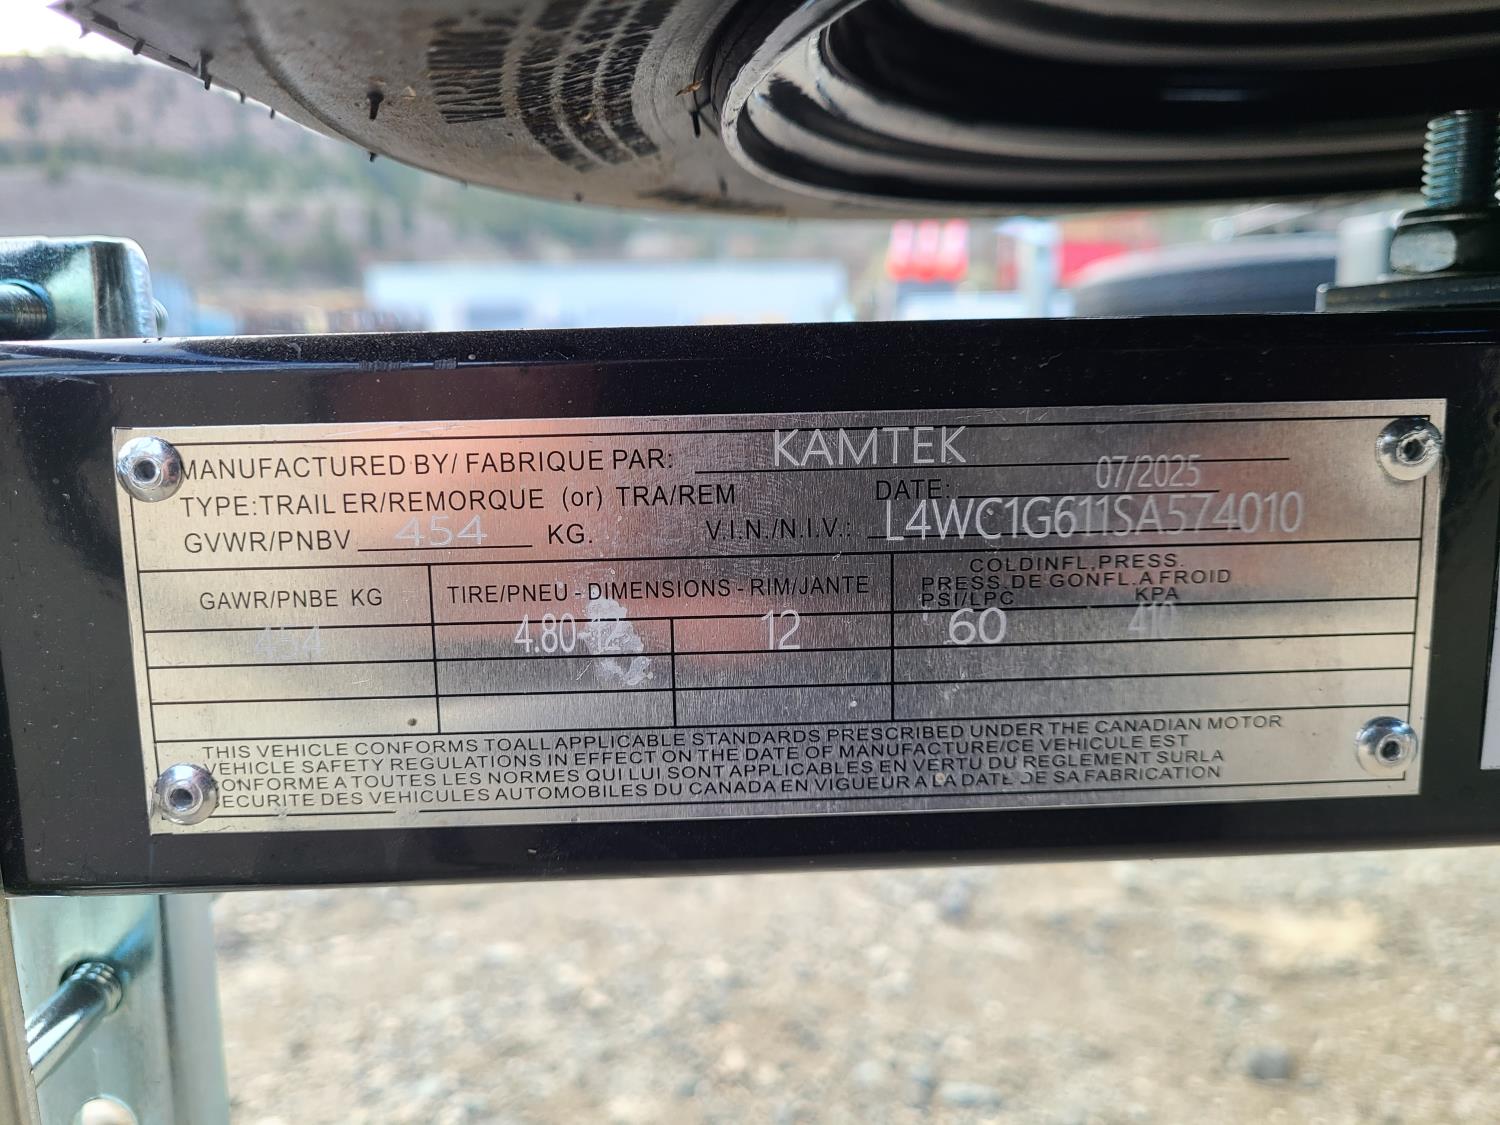 MANUFACTURED BY/ FABRIQUE PAR: KAMTEK
TYPE:TRAILER/REMORQUE (or) TRA/REM DATE: 07/2025
GVWR/PNBV 454 KG. V.I.N./N.I.V.: L4WC1G611SA574010
GAWR/PNBE KG TIRE/PNEU - DIMENSIONS - RIM/JANTE COLDINFL,PRESS.
PRESS.DE GONFL.A FROID
PSI/LPC KPA
454 4.80-12 12 60 410
THIS VEHICLE CONFORMS TOALL APPLICABLE STANDARDS PRESCRIBED UNDER THE CANADIAN MOTOR
VEHICLE SAFETY REGULATIONS IN EFFECT ON THE DATE OF MANUFACTURE/CE VEHICULE EST
CONFORME A TOUTES LES NORMES QUI LUI SONT APPLICABLES EN VERTU DU REGLEMENT SURLA
SECURITE DES VEHICULES AUTOMOBILES DU CANADA EN VIGUEUR A LA DATE DE SA FABRICATION